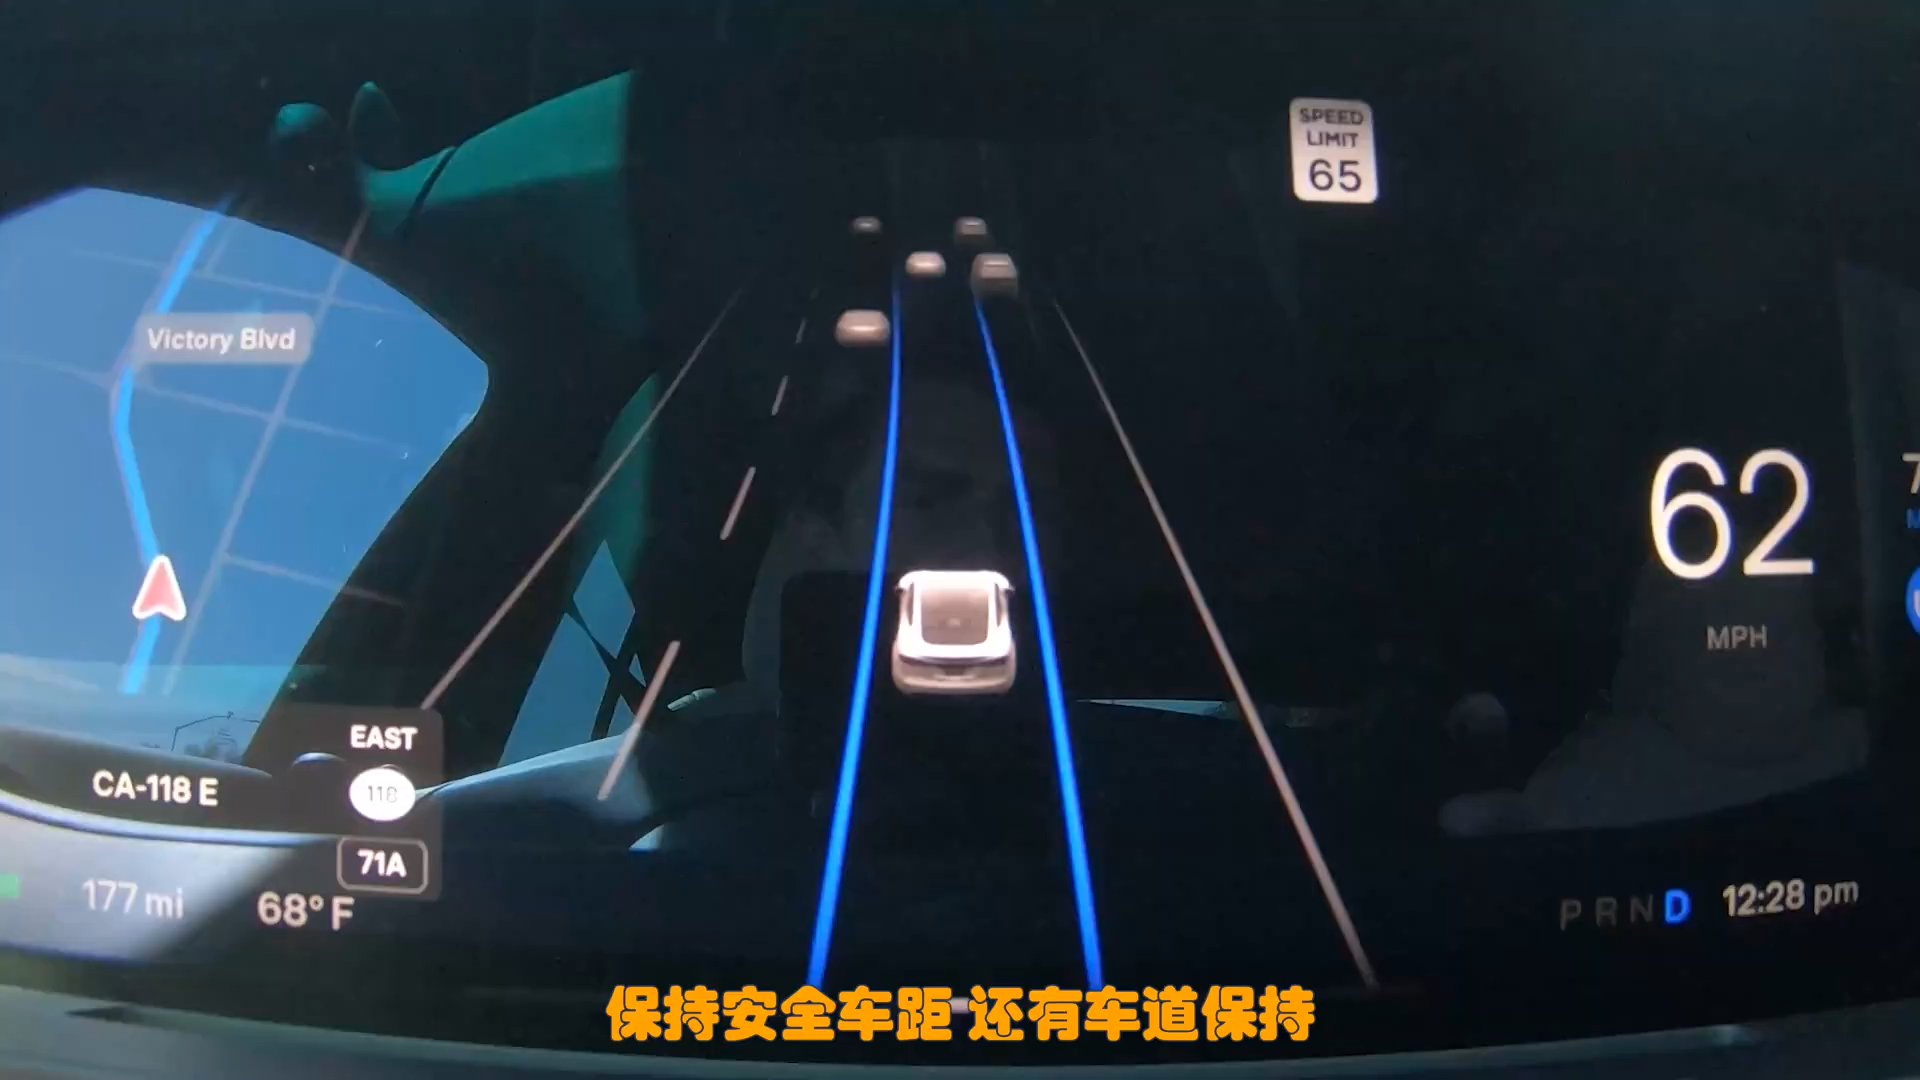 SPEED
LIMIT
65
Victory Blvd
62
MPH
EAST
CA-118 E
118
71A
177 mi
68° F
P R N D
12:28 pm
保持安全车距 还有车道保持